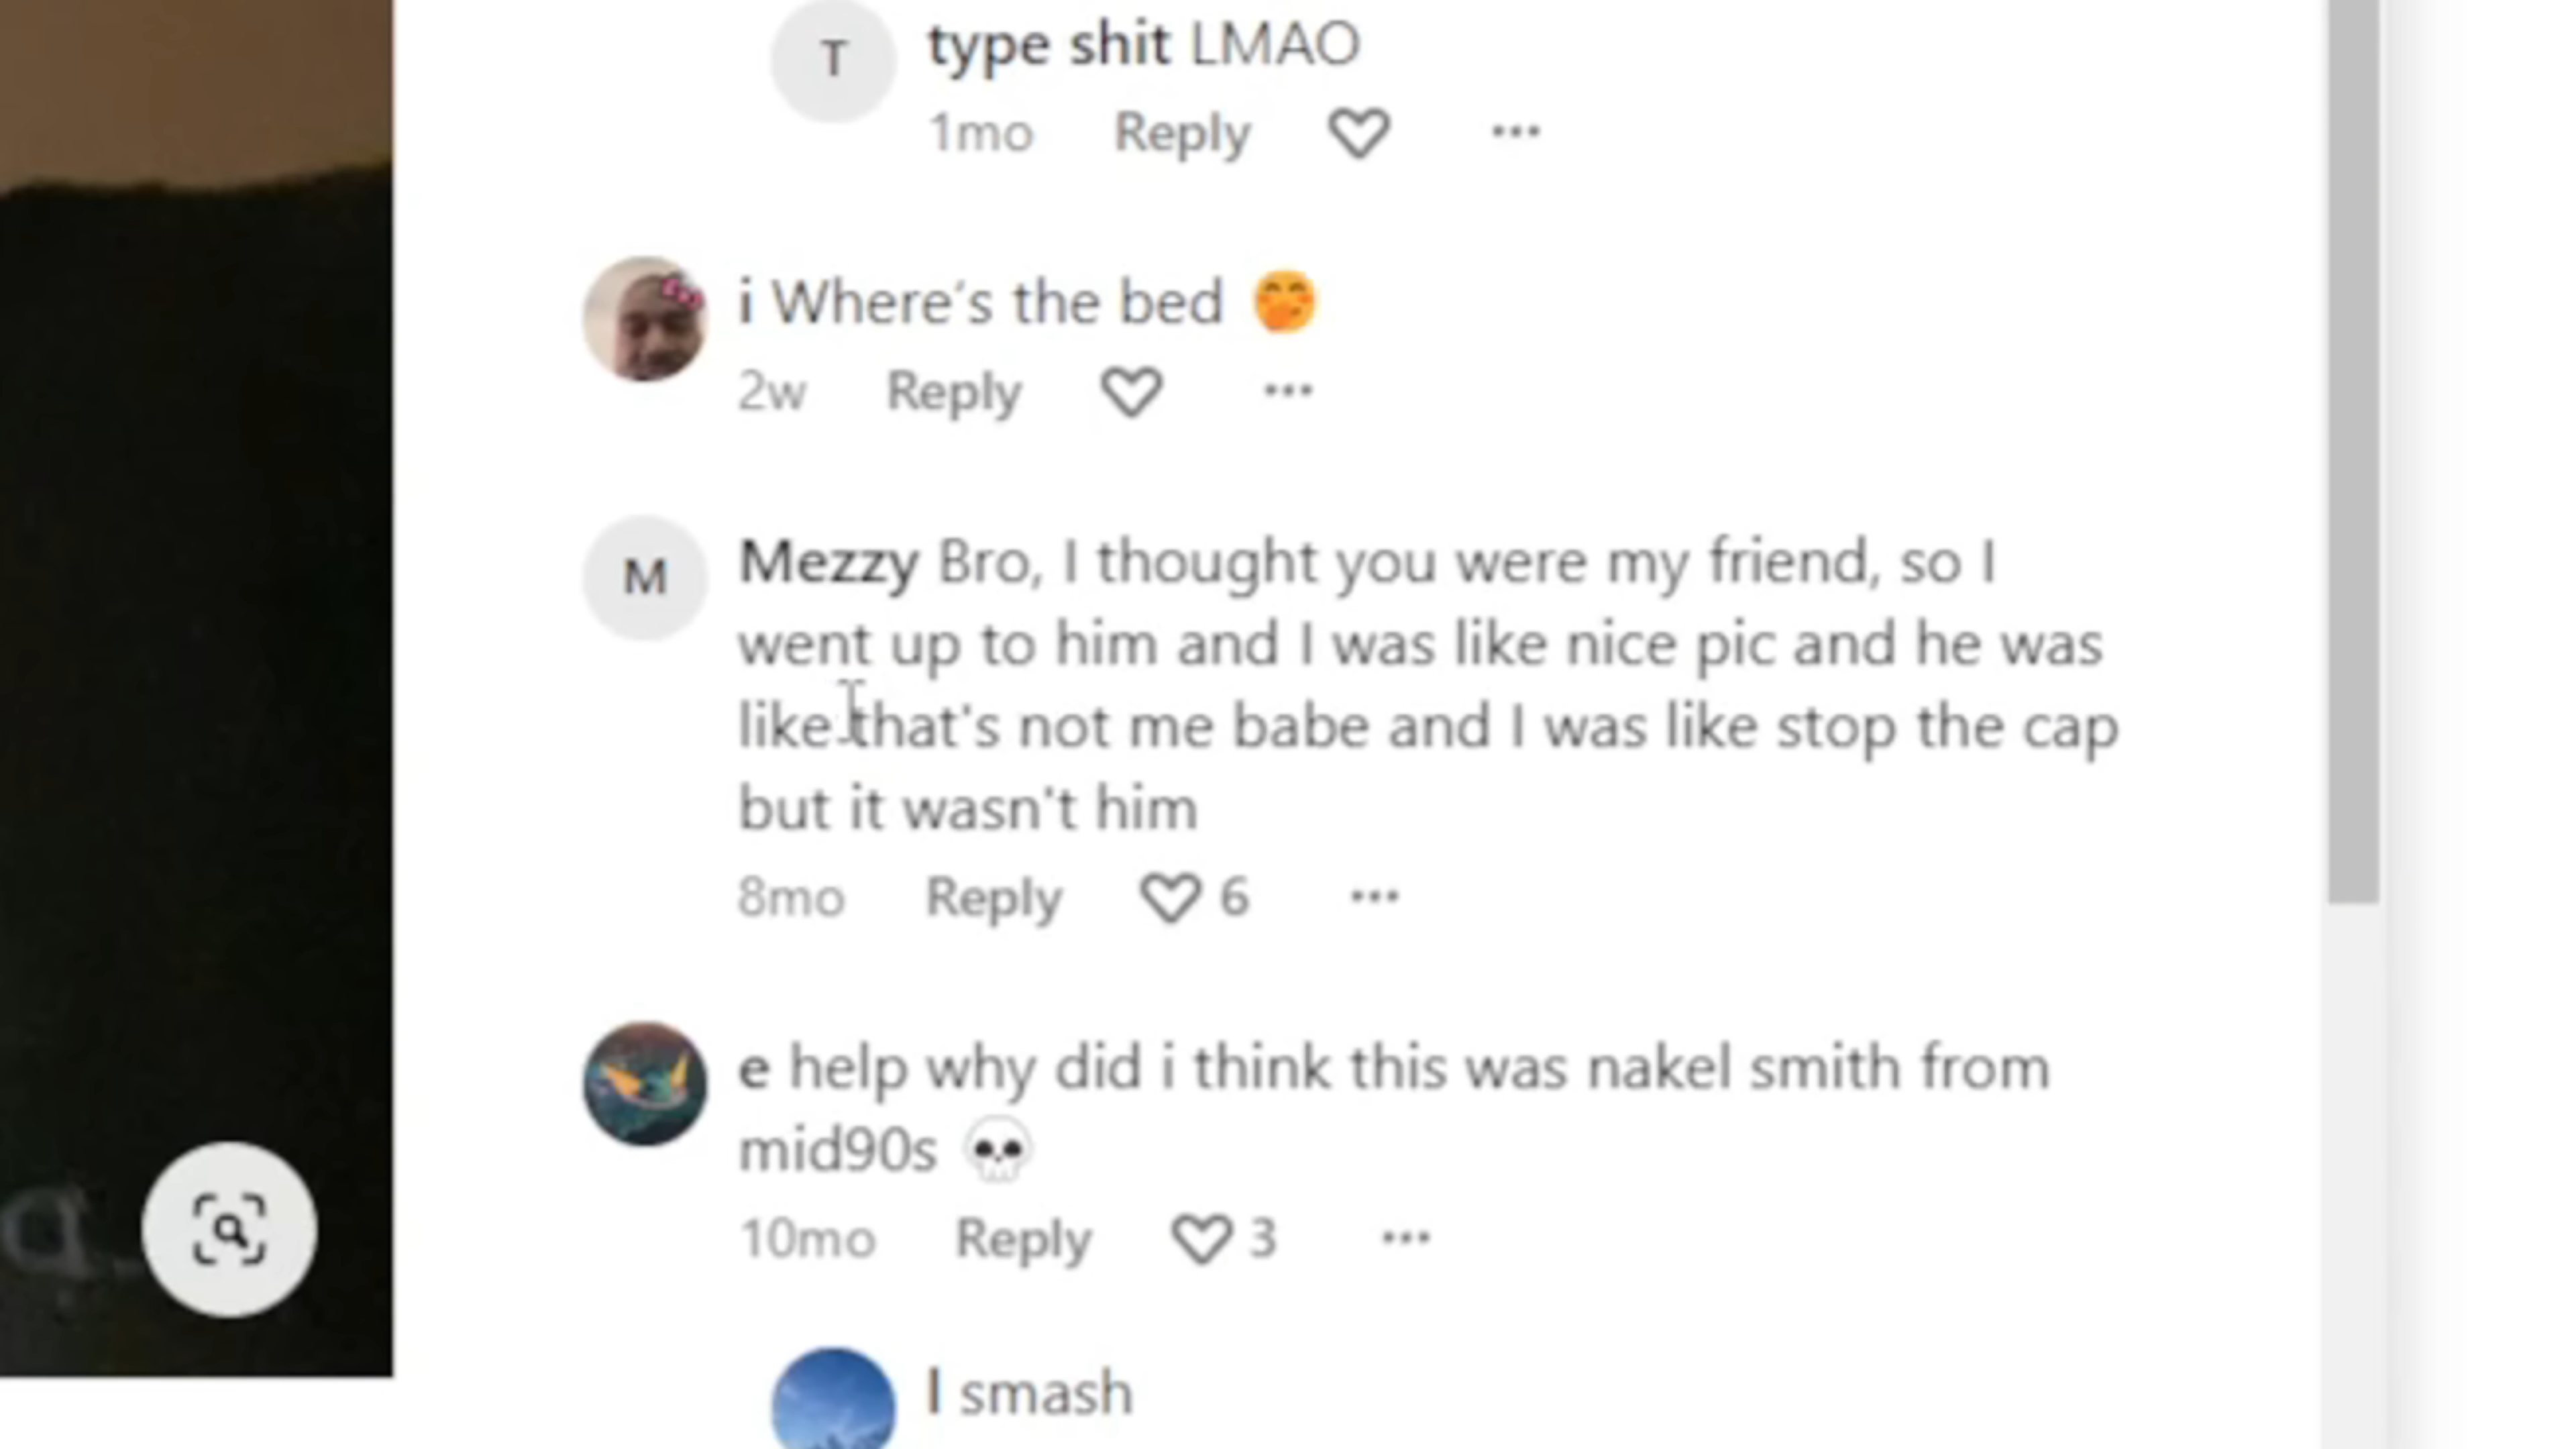 T
type shit LMAO
1mo Reply ...
i Where's the bed 🤭
2w Reply ...
M
Mezzy Bro, I thought you were my friend, so I
went up to him and I was like nice pic and he was
like that's not me babe and I was like stop the cap
but it wasn't him
8mo Reply 6 ...
e help why did i think this was nakel smith from
mid90s 💀
10mo Reply 3 ...
l smash